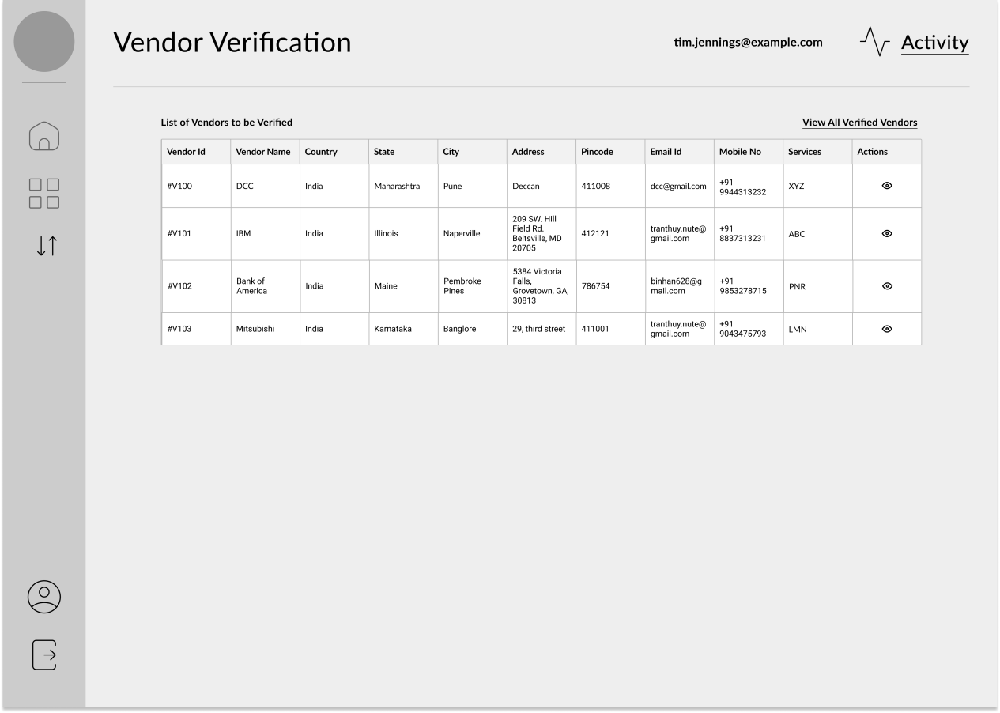 Vendor Verification
tim.jennings@example.com
Activity
List of Vendors to be Verified
View All Verified Vendors
Vendor Id Vendor Name Country State City Address Pincode Email Id Mobile No Services Actions
#V100 DCC India Maharashtra Pune Deccan 411008 dcc@gmail.com +91
9944313232 XYZ
#V101 IBM India Illinois Naperville 209 SW. Hill
Field Rd.
Beltsville, MD
20705 412121 tranthuy.nute@
gmail.com +91
8837313231 ABC
#V102 Bank of
America India Maine Pembroke
Pines 5384 Victoria
Falls,
Grovetown, GA,
30813 786754 binhan628@g
mail.com +91
9853278715 PNR
#V103 Mitsubishi India Karnataka Banglore 29, third street 411001 tranthuy.nute@
gmail.com +91
9043475793 LMN